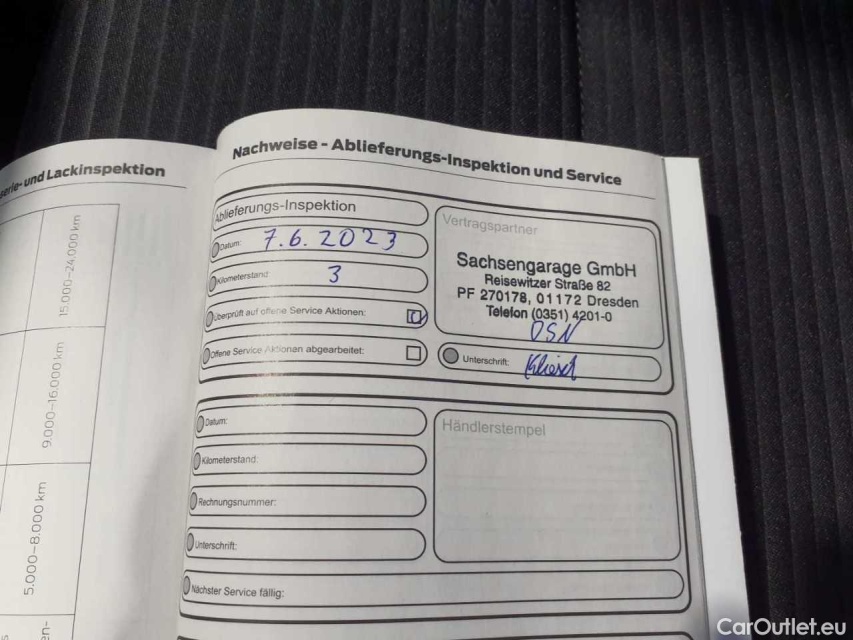 serie- und Lackinspektion
15.000–24.000 km
9.000–16.000 km
5.000–8.000 km
en-
Nachweise - Ablieferungs-Inspektion und Service
Ablieferungs-Inspektion
Datum: 7.6.2023
Kilometerstand: 3
Überprüft auf offene Service Aktionen:
Offene Service Aktionen abgearbeitet:
Vertragspartner
Sachsengarage GmbH
Reisewitzer Straße 82
PF 270178, 01172 Dresden
Telefon (0351) 4201-0
DSN
Unterschrift:
Datum:
Kilometerstand:
Rechnungsnummer:
Unterschrift:
Händlerstempel
Nächster Service fällig:
CarOutlet.eu